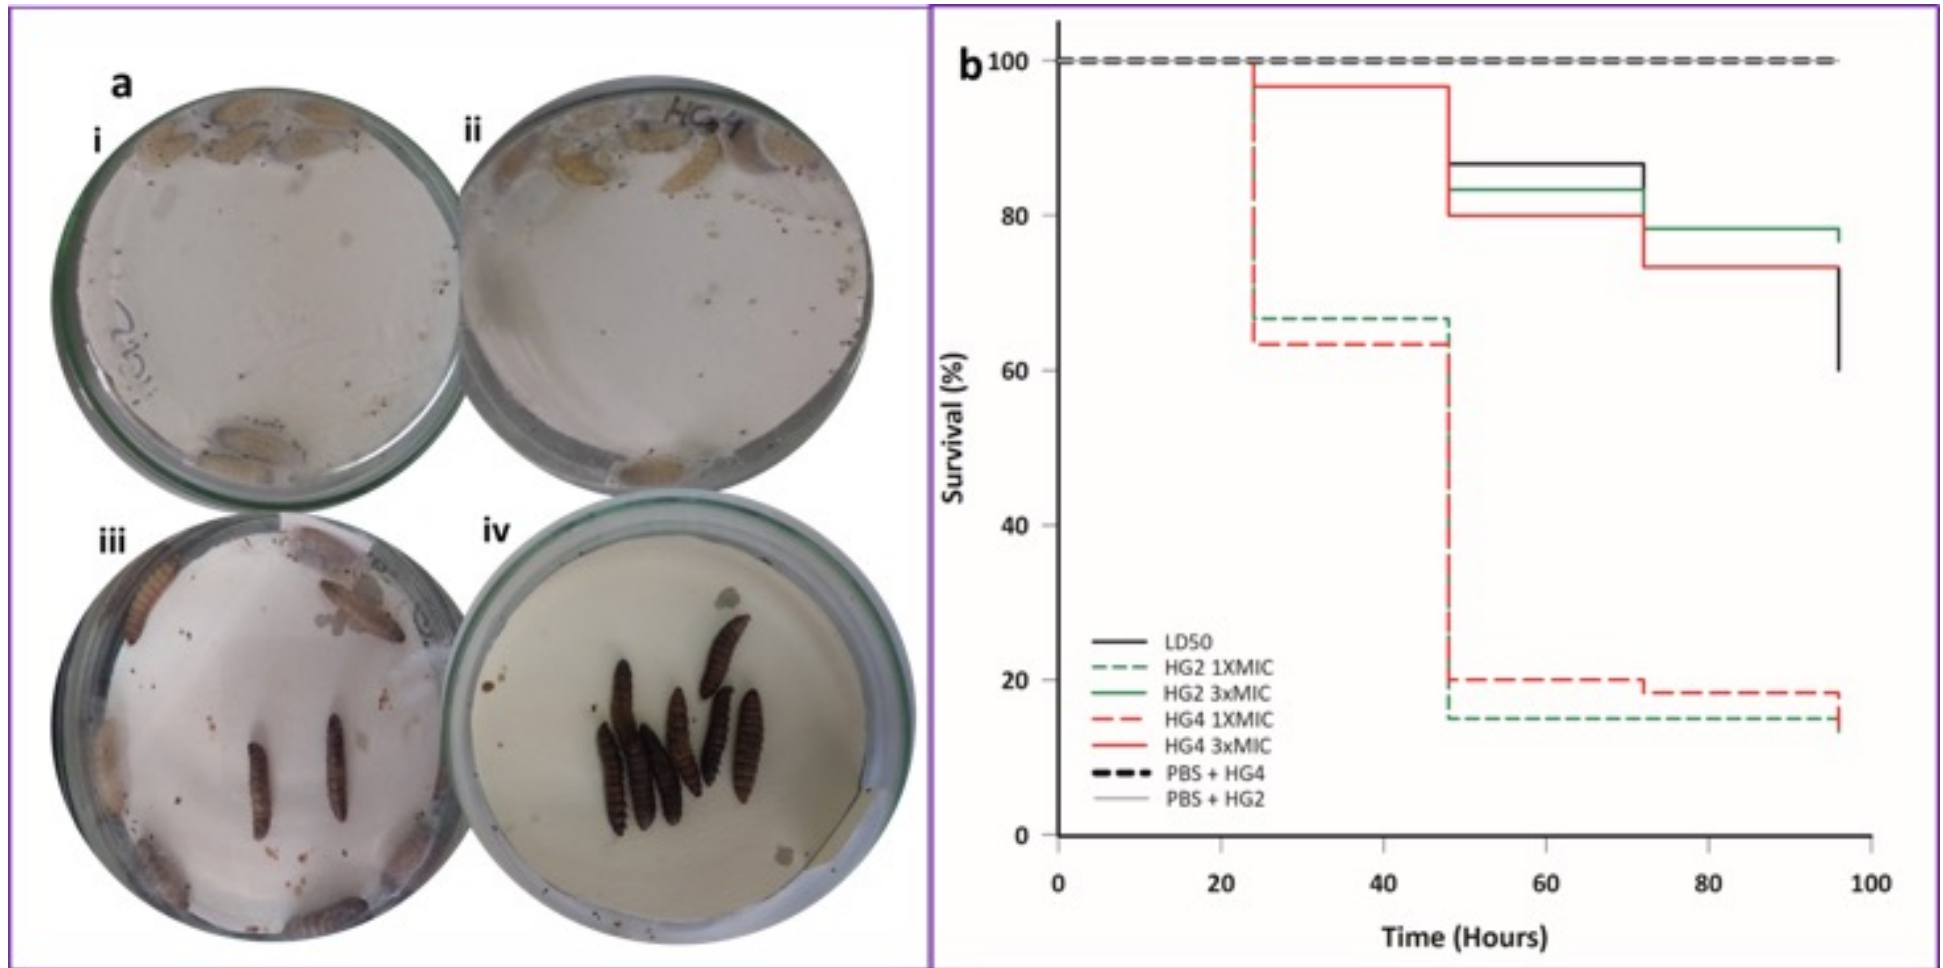 a
i
ii
HG4
iii
iv
b
100
80
60
40
20
0
Survival (%)
LD50
HG2 1XMIC
HG2 3xMIC
HG4 1XMIC
HG4 3xMIC
PBS + HG4
PBS + HG2
0 20 40 60 80 100
Time (Hours)